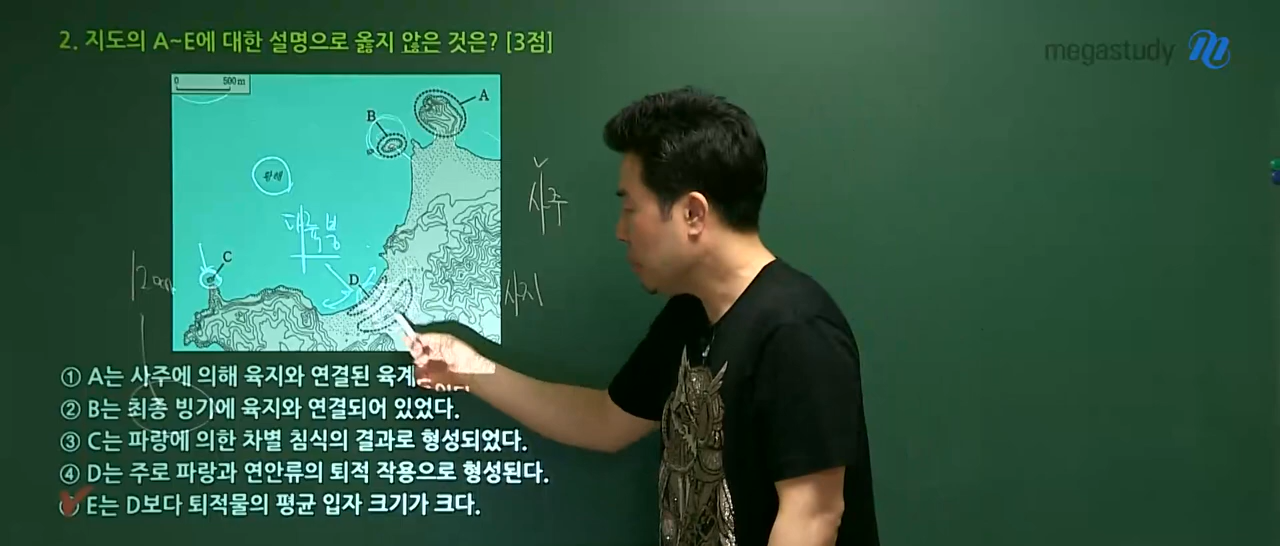 2. 지도의 A~E에 대한 설명으로 옳지 않은 것은? [3점]
megastudy
0 500m
A
B
황해
사주
대륙붕
C
D
사지
① A는 사주에 의해 육지와 연결된 육계
② B는 최종 빙기에 육지와 연결되어 있었다.
③ C는 파랑에 의한 차별 침식의 결과로 형성되었다.
④ D는 주로 파랑과 연안류의 퇴적 작용으로 형성된다.
E는 D보다 퇴적물의 평균 입자 크기가 크다.